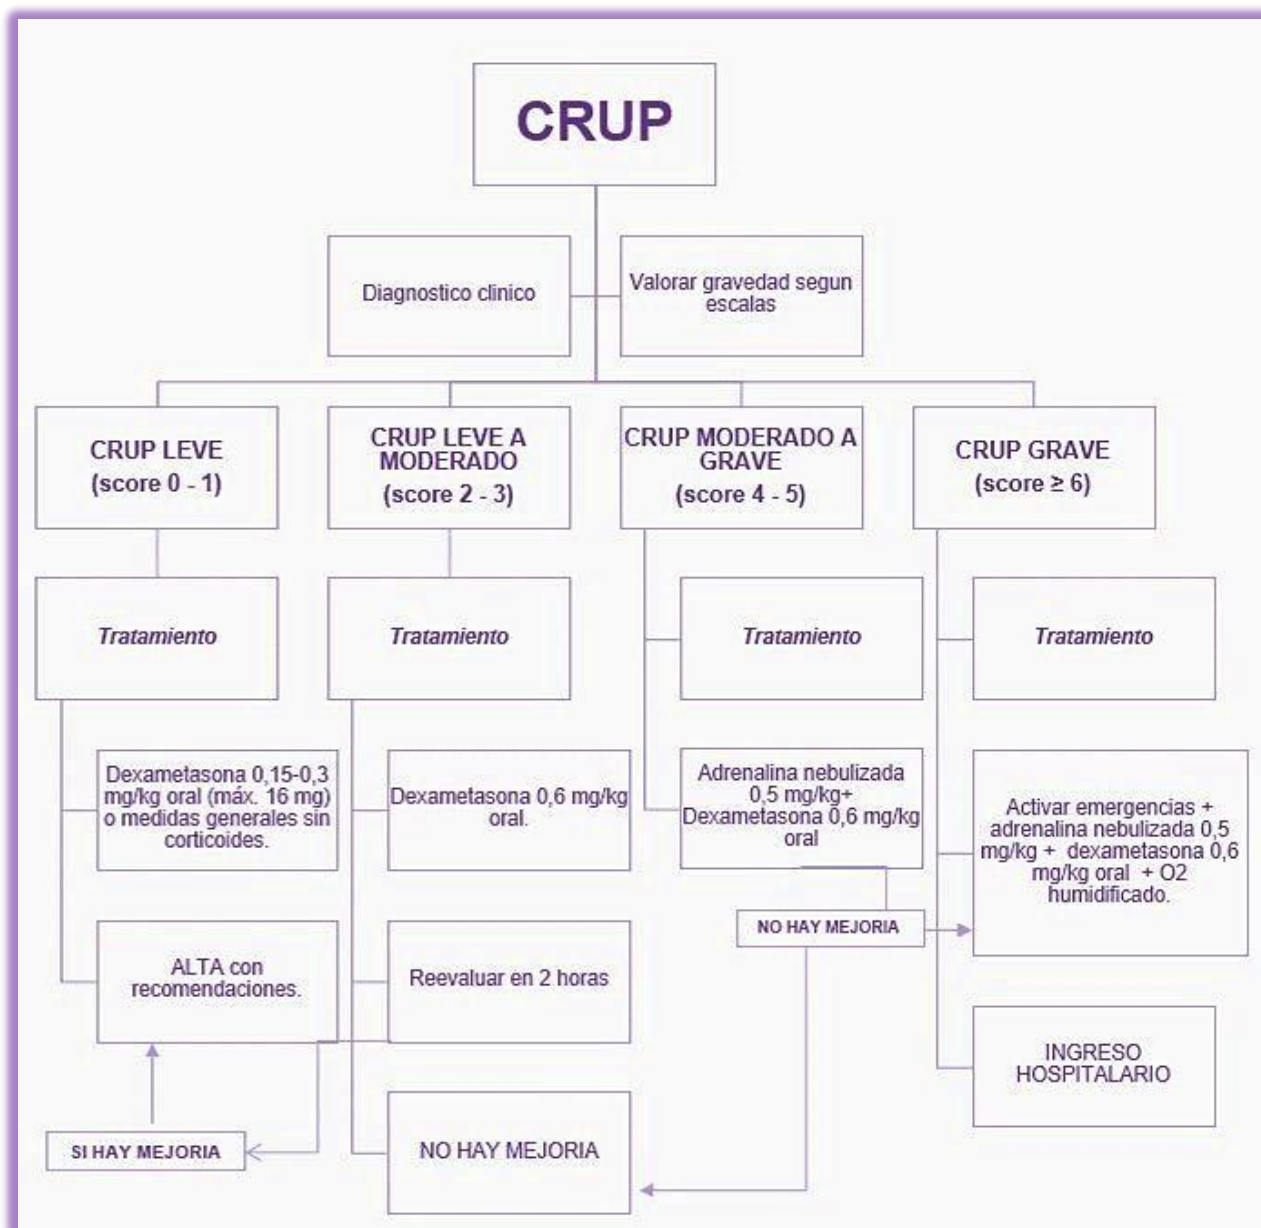 CRUP
Diagnostico clinico
Valorar gravedad segun
escalas
CRUP LEVE
(score 0 - 1)
CRUP LEVE A
MODERADO
(score 2 - 3)
CRUP MODERADO A
GRAVE
(score 4 - 5)
CRUP GRAVE
(score ≥ 6)
Tratamiento
Tratamiento
Tratamiento
Tratamiento
Dexametasona 0,15-0,3
mg/kg oral (máx. 16 mg)
o medidas generales sin
corticoides.
Dexametasona 0,6 mg/kg
oral.
Adrenalina nebulizada
0,5 mg/kg+
Dexametasona 0,6 mg/kg
oral
Activar emergencias +
adrenalina nebulizada 0,5
mg/kg + dexametasona 0,6
mg/kg oral + O2
humidificado.
NO HAY MEJORIA
ALTA con
recomendaciones.
Reevaluar en 2 horas
INGRESO
HOSPITALARIO
SI HAY MEJORIA
NO HAY MEJORIA